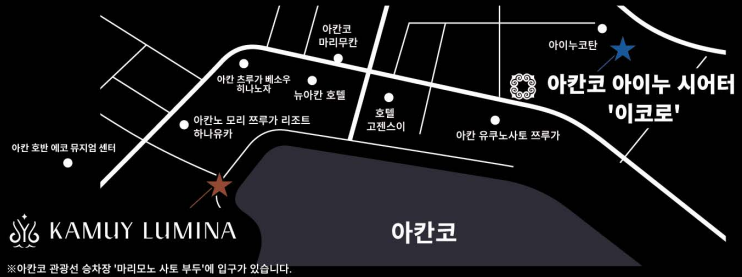 아칸코
마리무칸
아이누코탄
아칸 츠루가 베소우
히나노자
뉴아칸 호텔
아칸코 아이누 시어터
'이코로'
호텔
고젠스이
아칸노 모리 쯔루가 리조트
하나유카
아칸 유쿠노사토 쯔루가
아칸 호반 에코 뮤지엄 센터
KAMUY LUMINA
아칸코
※아칸코 관광선 승차장 '마리모노 사토 부두'에 입구가 있습니다.